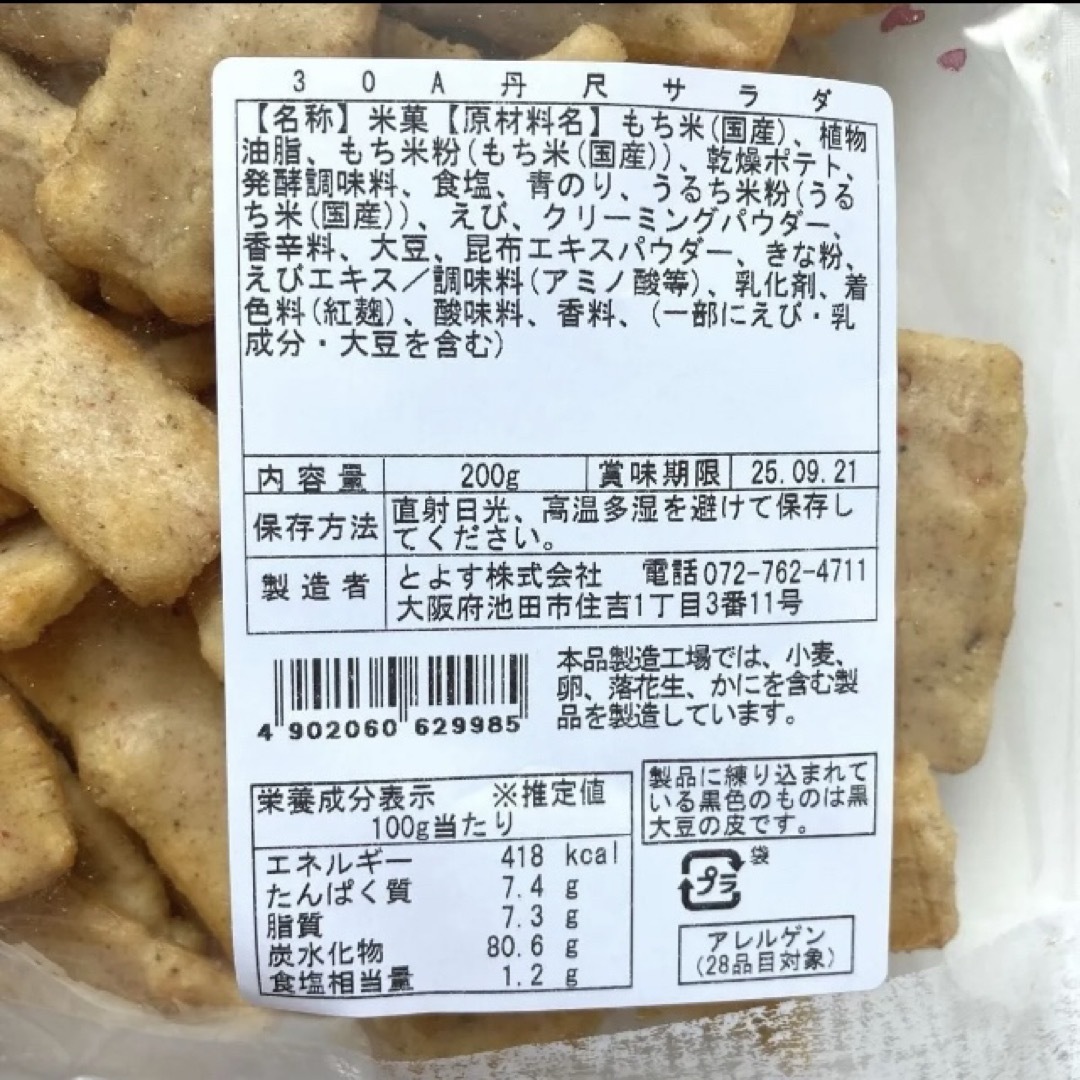 30A丹尺サラダ
【名称】米菓【原材料名】もち米(国産)、植物
油脂、もち米粉(もち米(国産))、乾燥ポテト、
発酵調味料、食塩、青のり、うるち米粉(うる
ち米(国産))、えび、クリーミングパウダー、
香辛料、大豆、昆布エキスパウダー、きな粉、
えびエキス／調味料(アミノ酸等)、乳化剤、着
色料(紅麹)、酸味料、香料、(一部にえび・乳
成分・大豆を含む)
内容量 200g 賞味期限 25.09.21
保存方法 直射日光、高温多湿を避けて保存し
てください。
製造者 とよす株式会社 電話072-762-4711
大阪府池田市住吉1丁目3番11号
4 902060 629985
本品製造工場では、小麦、
卵、落花生、かにを含む製
品を製造しています。
栄養成分表示 ※推定値
100g当たり
エネルギー 418 kcal
たんぱく質 7.4 g
脂質 7.3 g
炭水化物 80.6 g
食塩相当量 1.2 g
製品に練り込まれて
いる黒色のものは黒
大豆の皮です。
プラ 袋
アレルゲン
(28品目対象)